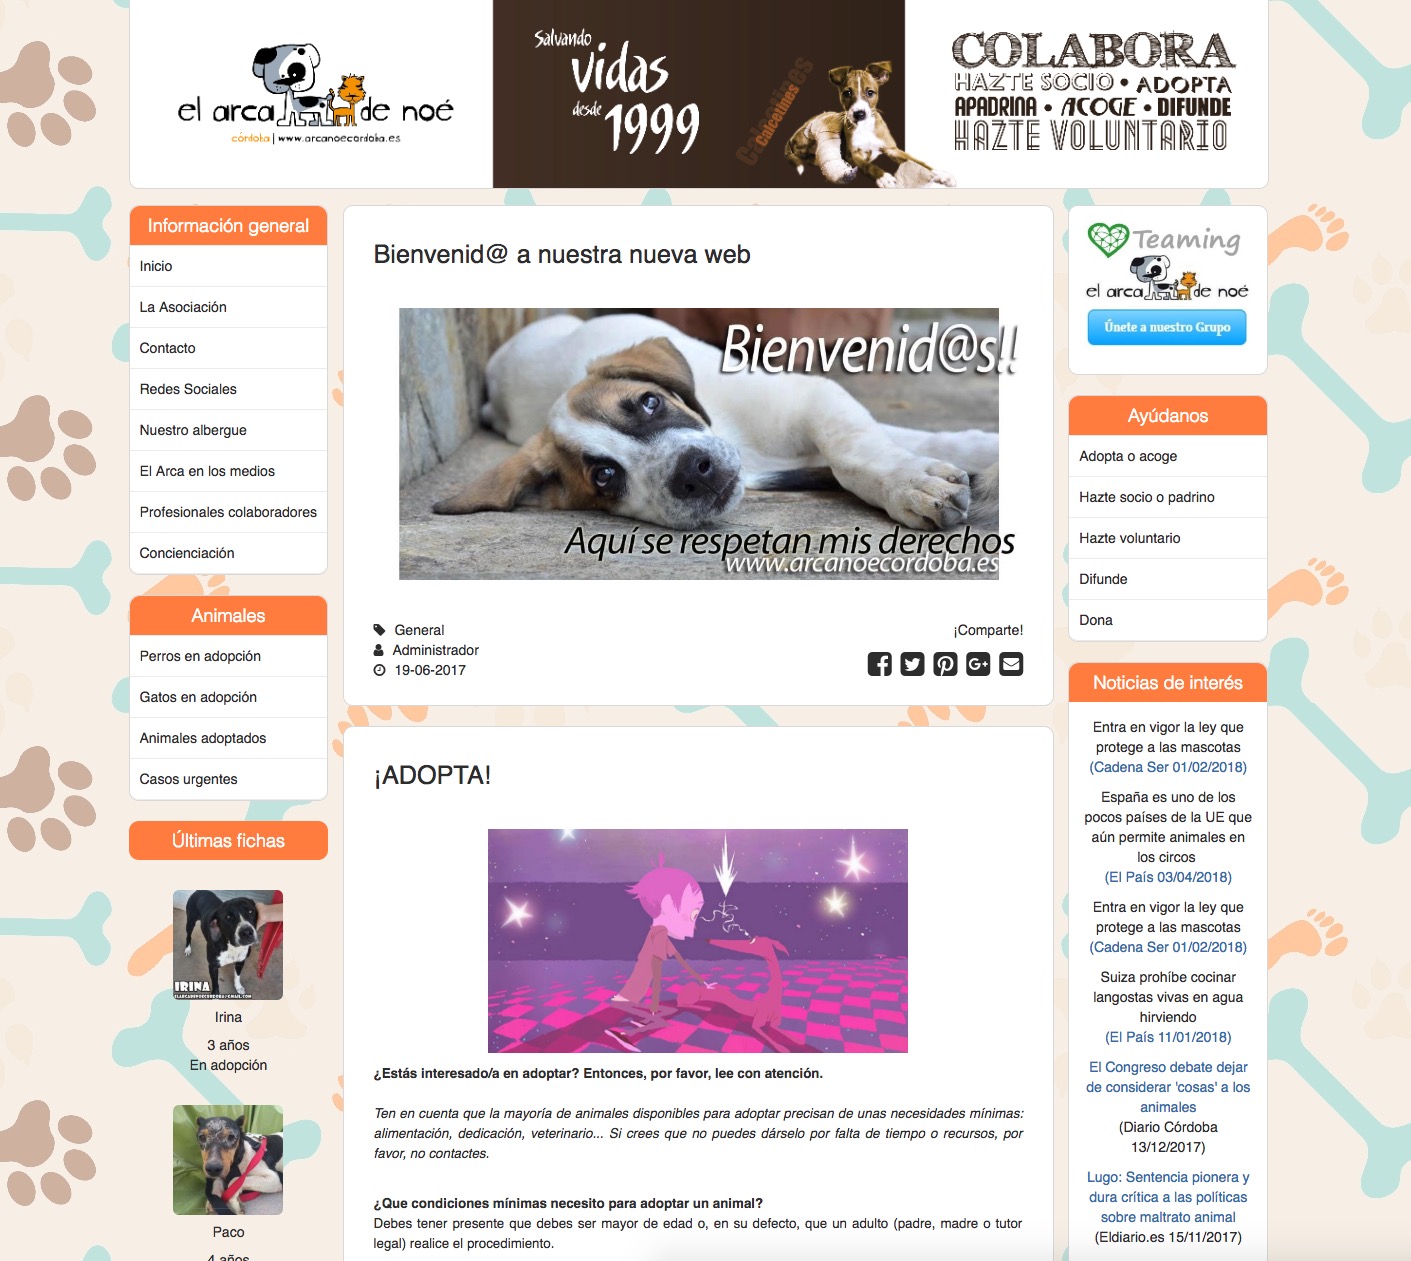 el arca de noé
córdoba | www.arcanoecordoba.es
Salvando
vidas
desde
1999
Calcetines
Calcetines
COLABORA
HAZTE SOCIO • ADOPTA
APADRINA • ACOGE • DIFUNDE
HAZTE VOLUNTARIO
Información general
Inicio
La Asociación
Contacto
Redes Sociales
Nuestro albergue
El Arca en los medios
Profesionales colaboradores
Concienciación
Animales
Perros en adopción
Gatos en adopción
Animales adoptados
Casos urgentes
Últimas fichas
IRINA
ELARCADENOECORDOBA@GMAIL.COM
Irina
3 años
En adopción
Paco
4 años
Bienvenid@ a nuestra nueva web
Bienvenid@s!!
Aquí se respetan mis derechos
www.arcanoecordoba.es
General
Administrador
19-06-2017
¡Comparte!
¡ADOPTA!
¿Estás interesado/a en adoptar? Entonces, por favor, lee con atención.
Ten en cuenta que la mayoría de animales disponibles para adoptar precisan de unas necesidades mínimas:
alimentación, dedicación, veterinario... Si crees que no puedes dárselo por falta de tiempo o recursos, por
favor, no contactes.
¿Que condiciones mínimas necesito para adoptar un animal?
Debes tener presente que debes ser mayor de edad o, en su defecto, que un adulto (padre, madre o tutor
legal) realice el procedimiento.
Teaming
el arca de noé
Únete a nuestro Grupo
Ayúdanos
Adopta o acoge
Hazte socio o padrino
Hazte voluntario
Difunde
Dona
Noticias de interés
Entra en vigor la ley que
protege a las mascotas
(Cadena Ser 01/02/2018)
España es uno de los
pocos países de la UE que
aún permite animales en
los circos
(El País 03/04/2018)
Entra en vigor la ley que
protege a las mascotas
(Cadena Ser 01/02/2018)
Suiza prohíbe cocinar
langostas vivas en agua
hirviendo
(El País 11/01/2018)
El Congreso debate dejar
de considerar 'cosas' a los
animales
(Diario Córdoba
13/12/2017)
Lugo: Sentencia pionera y
dura crítica a las políticas
sobre maltrato animal
(Eldiario.es 15/11/2017)